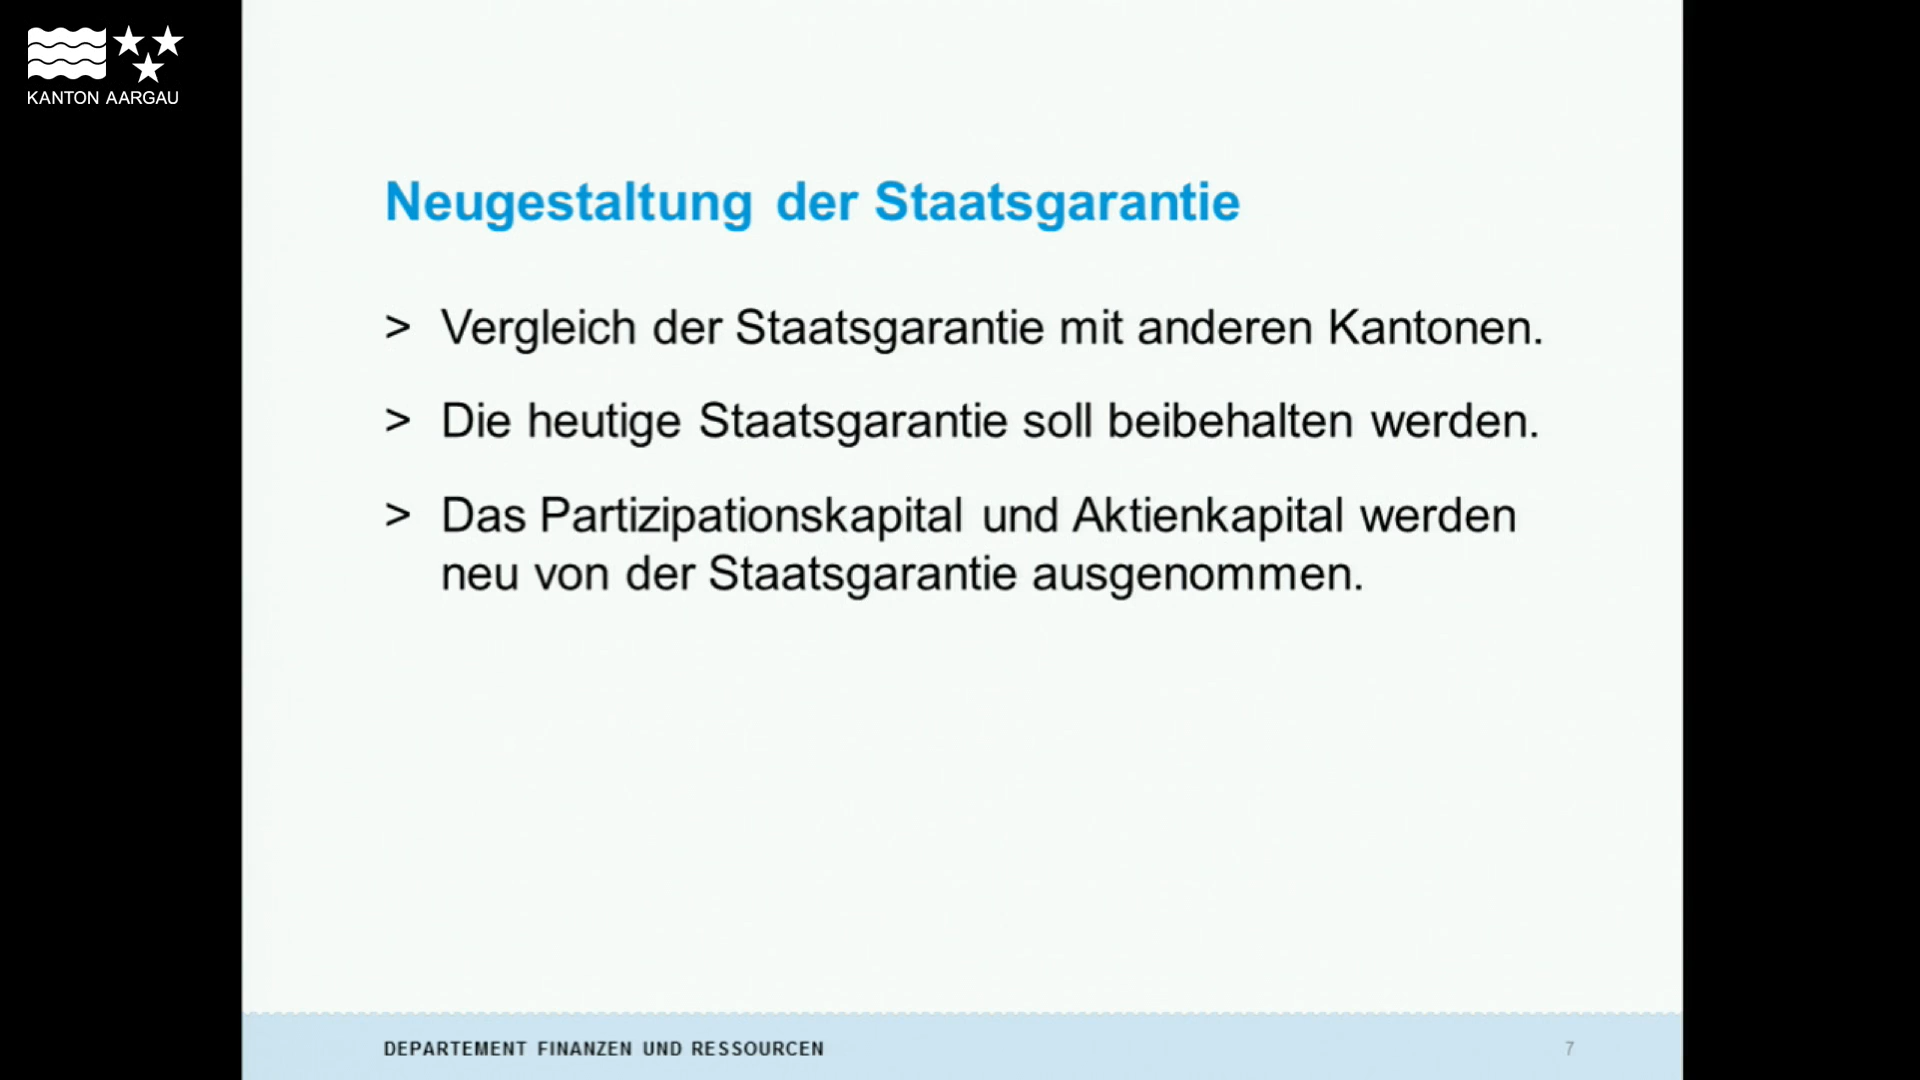 KANTON AARGAU
Neugestaltung der Staatsgarantie
> Vergleich der Staatsgarantie mit anderen Kantonen.
> Die heutige Staatsgarantie soll beibehalten werden.
> Das Partizipationskapital und Aktienkapital werden
neu von der Staatsgarantie ausgenommen.
DEPARTEMENT FINANZEN UND RESSOURCEN
7